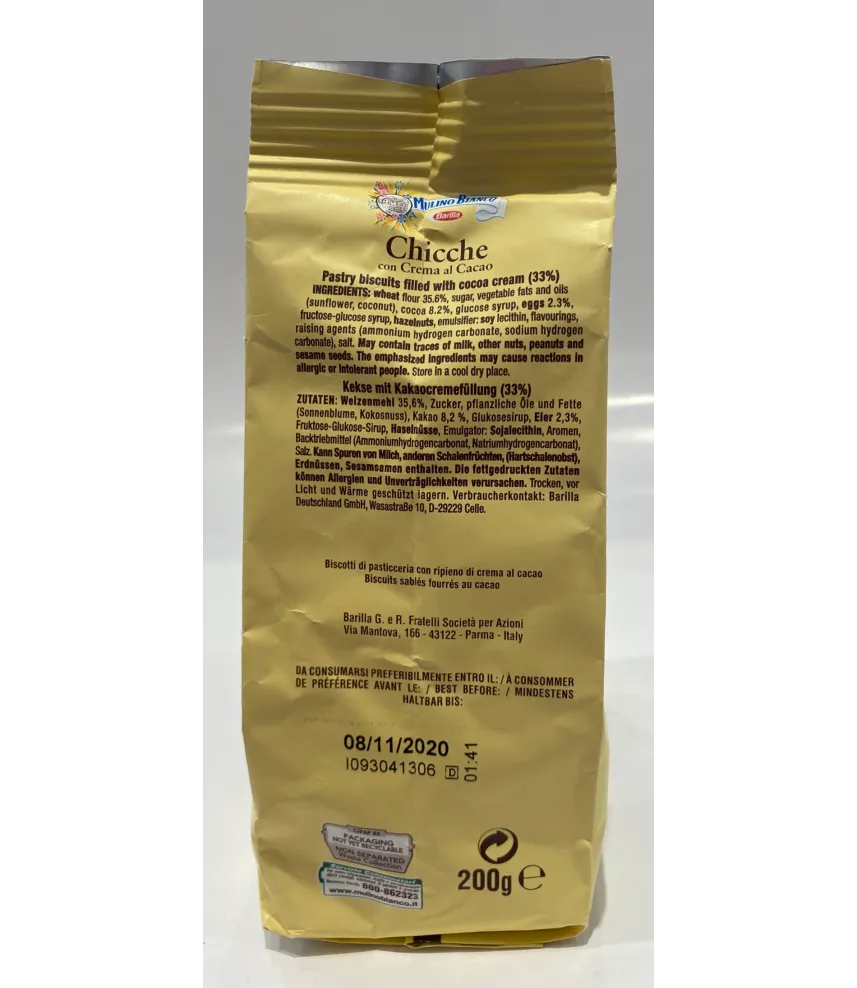 MULINO BIANCO
Barilla
Chicche
con Crema al Cacao
Pastry biscuits filled with cocoa cream (33%)
INGREDIENTS: wheat flour 35.6%, sugar, vegetable fats and oils
(sunflower, coconut), cocoa 8.2%, glucose syrup, eggs 2.3%,
fructose-glucose syrup, hazelnuts, emulsifier: soy lecithin, flavourings,
raising agents (ammonium hydrogen carbonate, sodium hydrogen
carbonate), salt. May contain traces of milk, other nuts, peanuts and
sesame seeds. The emphasized ingredients may cause reactions in
allergic or intolerant people. Store in a cool dry place.
Kekse mit Kakaocremefüllung (33%)
ZUTATEN: Weizenmehl 35,6%, Zucker, pflanzliche Öle und Fette
(Sonnenblume, Kokosnuss), Kakao 8,2 %, Glukosesirup, Eier 2,3%,
Fruktose-Glukose-Sirup, Haselnüsse, Emulgator: Sojalecithin, Aromen,
Backtriebmittel (Ammoniumhydrogencarbonat, Natriumhydrogencarbonat),
Salz. Kann Spuren von Milch, anderen Schalenfrüchten, (Hartschalenobst),
Erdnüssen, Sesamsamen enthalten. Die fettgedruckten Zutaten
können Allergien und Unverträglichkeiten verursachen. Trocken, vor
Licht und Wärme geschützt lagern. Verbraucherkontakt: Barilla
Deutschland GmbH, Wasastraße 10, D-29229 Celle.
Biscotti di pasticceria con ripieno di crema al cacao
Biscuits sablés fourrés au cacao
Barilla G. e R. Fratelli Società per Azioni
Via Mantova, 166 - 43122 - Parma - Italy
DA CONSUMARSI PREFERIBILMENTE ENTRO IL: / À CONSOMMER
DE PRÉFÉRENCE AVANT LE: / BEST BEFORE: / MINDESTENS
HALTBAR BIS:
08/11/2020
I093041306 D 01:41
PACKAGING
NOT YET RECYCLABLE
NON SEPARATED
Waste Collection
Servizio Consumatori
800-862323
www.mulinobianco.it
200g e